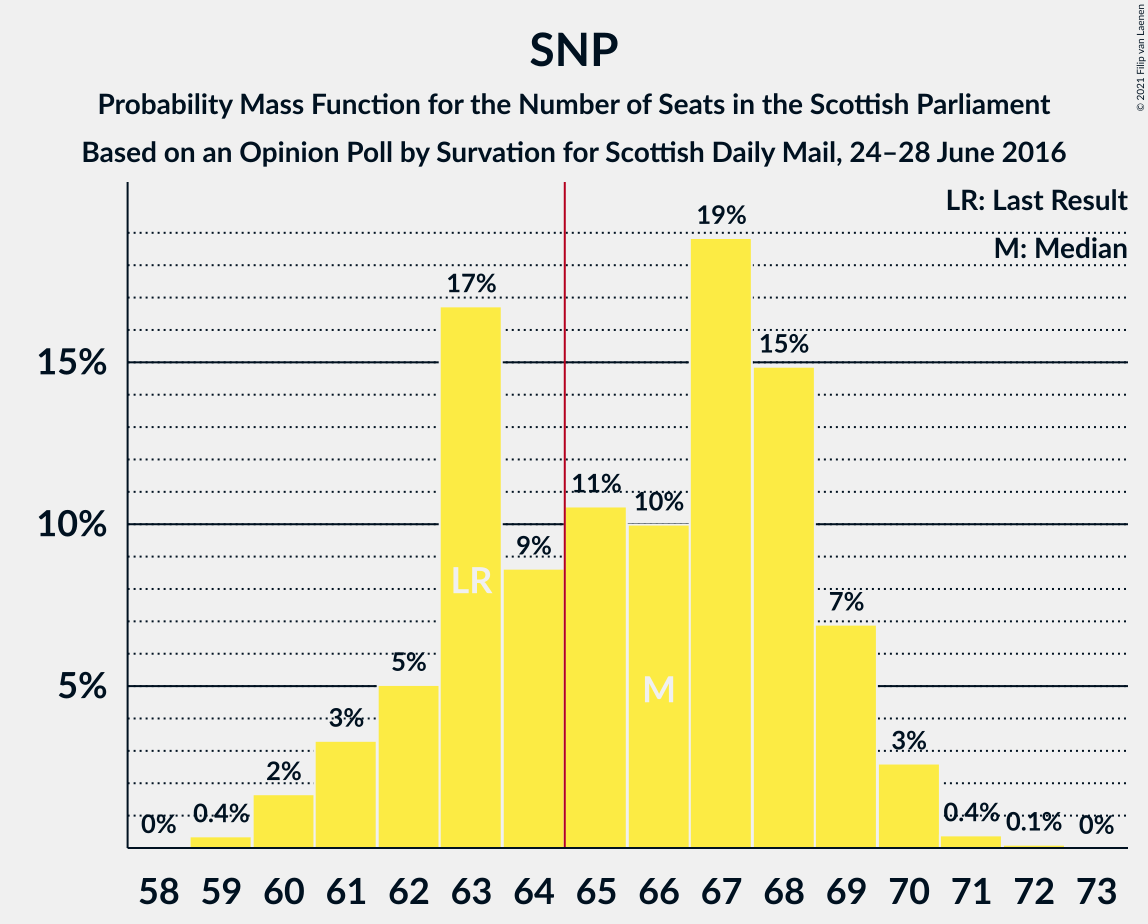 SNP
Probability Mass Function for the Number of Seats in the Scottish Parliament
Based on an Opinion Poll by Survation for Scottish Daily Mail, 24–28 June 2016
© 2021 Filip van Laenen
LR: Last Result
M: Median
15%
10%
5%
0%
0.4%
2%
3%
5%
17%
9%
11%
10%
19%
15%
7%
3%
0.4%
0.1%
0%
LR
M
58 59 60 61 62 63 64 65 66 67 68 69 70 71 72 73